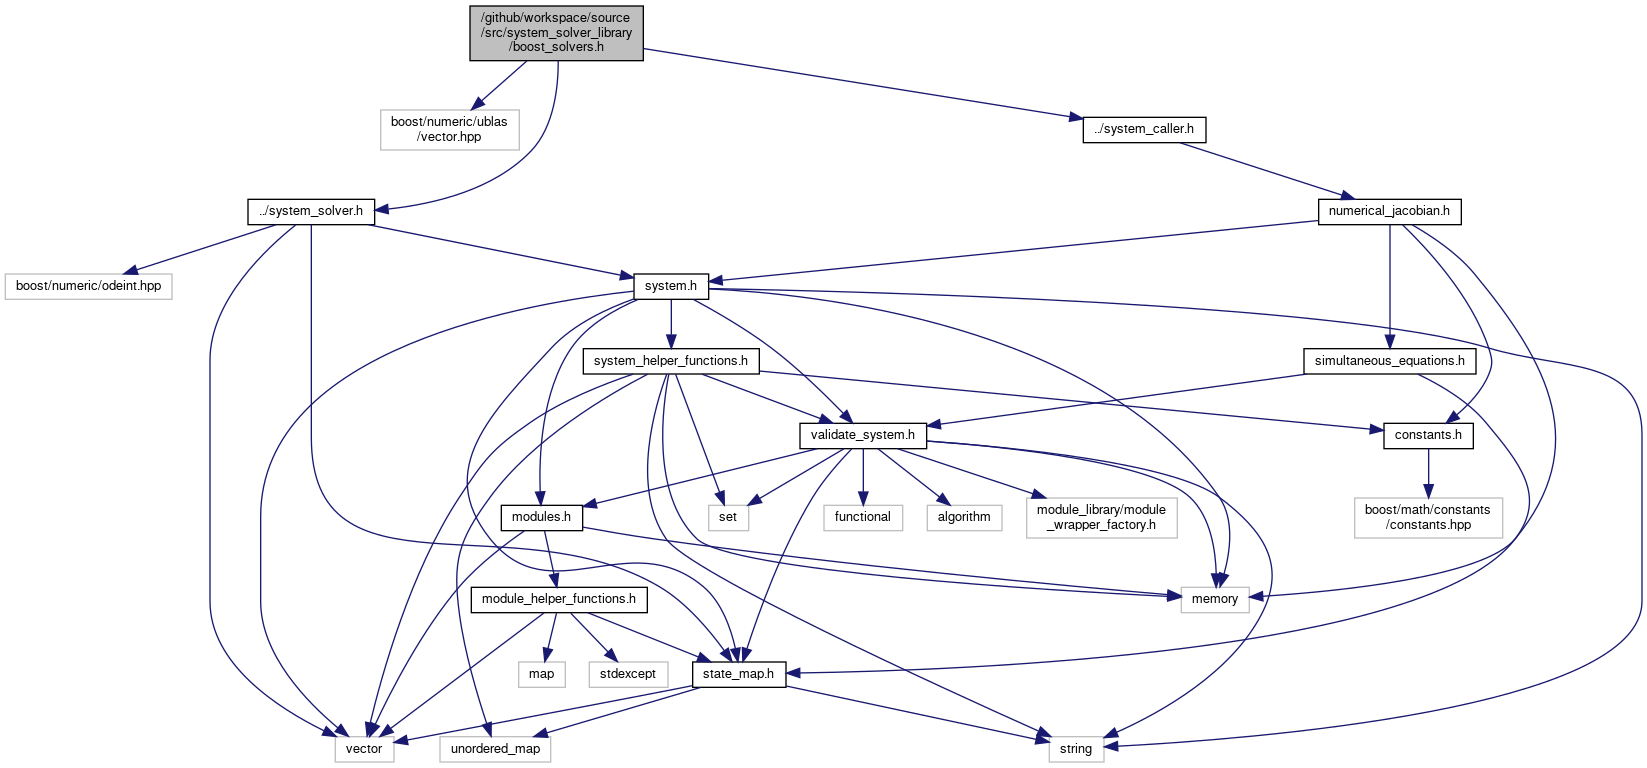 /github/workspace/source
/src/system_solver_library
/boost_solvers.h
boost/numeric/ublas
/vector.hpp
../system_caller.h
../system_solver.h
numerical_jacobian.h
boost/numeric/odeint.hpp
system.h
system_helper_functions.h
simultaneous_equations.h
validate_system.h
constants.h
modules.h
set
functional
algorithm
module_library/module
_wrapper_factory.h
boost/math/constants
/constants.hpp
module_helper_functions.h
memory
map
stdexcept
state_map.h
vector
unordered_map
string